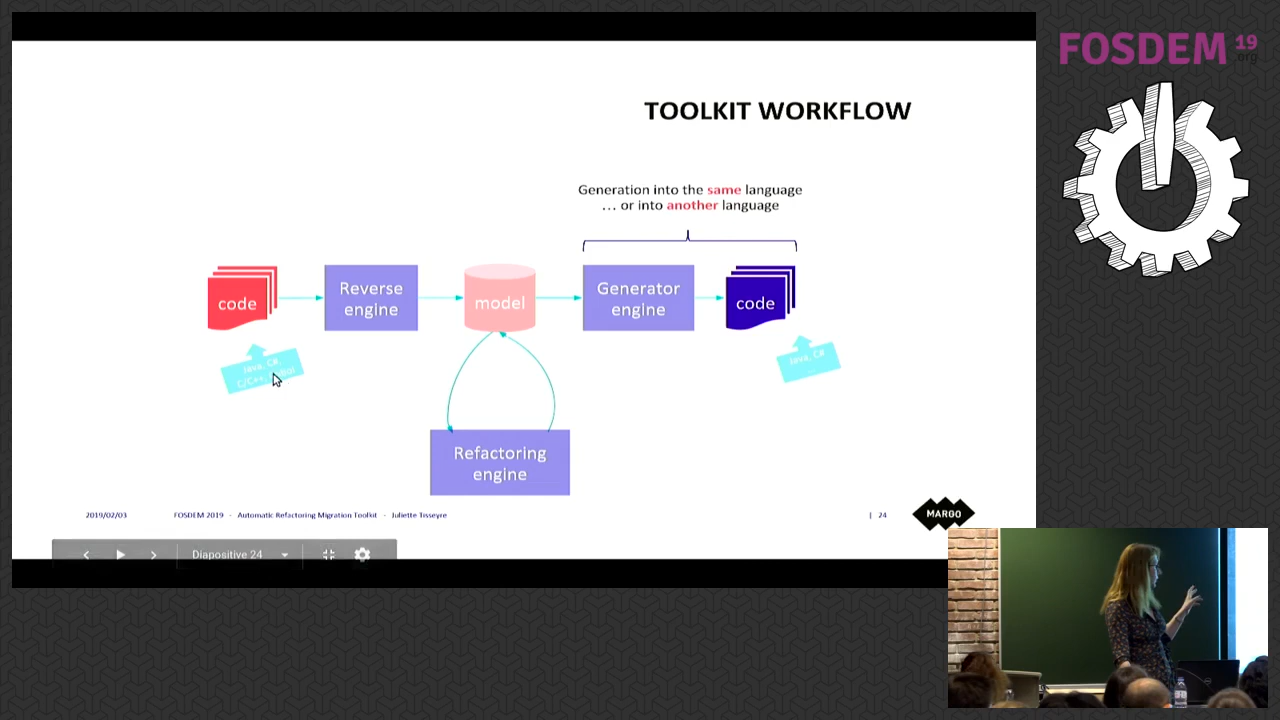 FOSDEM 19
.org
TOOLKIT WORKFLOW
Generation into the same language
... or into another language
code
Reverse
engine
model
Generator
engine
code
Java, C#,
C/C++,
Java, C#
Refactoring
engine
2019/02/03 FOSDEM 2019 - Automatic Refactoring Migration Toolkit - Juliette Tisseyre | 24 MARGO
Diapositive 24